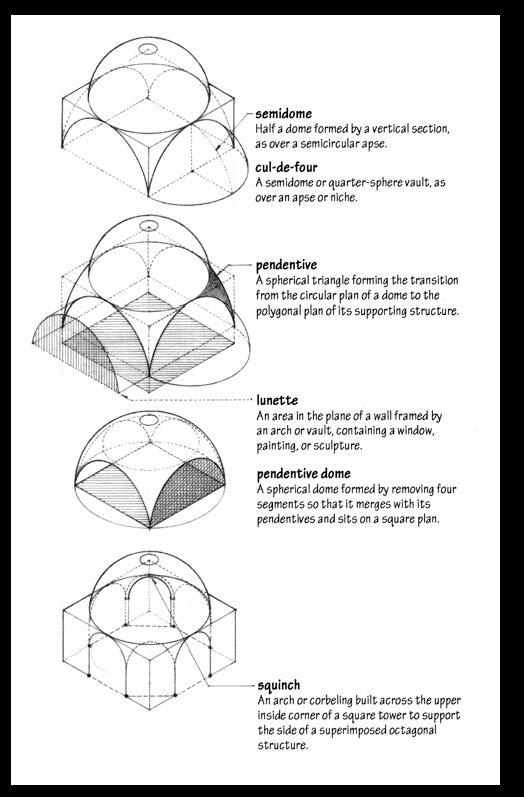 semidome
Half a dome formed by a vertical section,
as over a semicircular apse.
cul-de-four
A semidome or quarter-sphere vault, as
over an apse or niche.
pendentive
A spherical triangle forming the transition
from the circular plan of a dome to the
polygonal plan of its supporting structure.
lunette
An area in the plane of a wall framed by
an arch or vault, containing a window,
painting, or sculpture.
pendentive dome
A spherical dome formed by removing four
segments so that it merges with its
pendentives and sits on a square plan.
squinch
An arch or corbeling built across the upper
inside corner of a square tower to support
the side of a superimposed octagonal
structure.